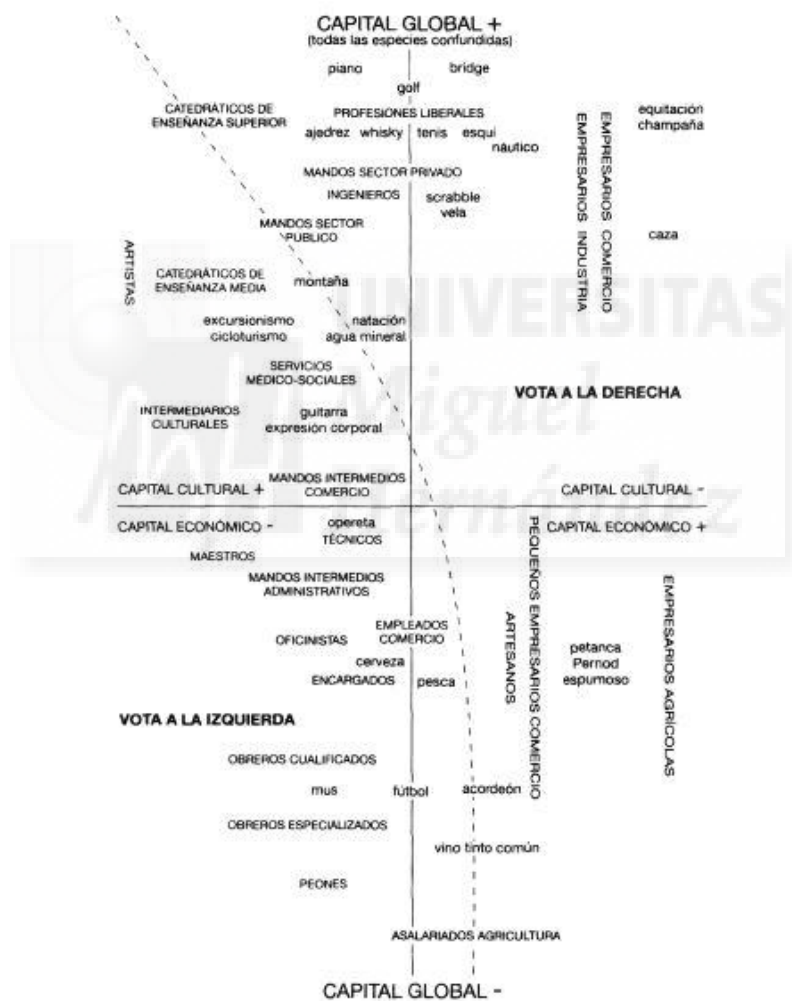 CAPITAL GLOBAL +
(todas las especies confundidas)
piano
bridge
golf
CATEDRÁTICOS DE
ENSEÑANZA SUPERIOR
PROFESIONES LIBERALES
ajedrez whisky tenis esqui
náutico
equitación
champaña
EMPRESARIOS INDUSTRIA
EMPRESARIOS COMERCIO
MANDOS SECTOR PRIVADO
INGENIEROS
scrabble
vela
MANDOS SECTOR
PUBLICO
caza
ARTISTAS
CATEDRÁTICOS DE
ENSEÑANZA MEDIA
montaña
UNIVERSITAS
excursionismo
cicloturismo
natación
agua mineral
SERVICIOS
MÉDICO-SOCIALES
Miguel
VOTA A LA DERECHA
INTERMEDIARIOS
CULTURALES
guitarra
expresión corporal
MANDOS INTERMEDIOS
COMERCIO
CAPITAL CULTURAL +
CAPITAL CULTURAL -
Hernández
CAPITAL ECONÓMICO -
CAPITAL ECONÓMICO +
opereta
TÉCNICOS
MAESTROS
MANDOS INTERMEDIOS
ADMINISTRATIVOS
PEQUEÑOS EMPRESARIOS COMERCIO
ARTESANOS
EMPRESARIOS AGRÍCOLAS
EMPLEADOS
COMERCIO
OFICINISTAS
petanca
Pernod
espumoso
cerveza
ENCARGADOS
pesca
VOTA A LA IZQUIERDA
OBREROS CUALIFICADOS
mus
fútbol
acordeón
OBREROS ESPECIALIZADOS
vino tinto común
PEONES
ASALARIADOS AGRICULTURA
CAPITAL GLOBAL -